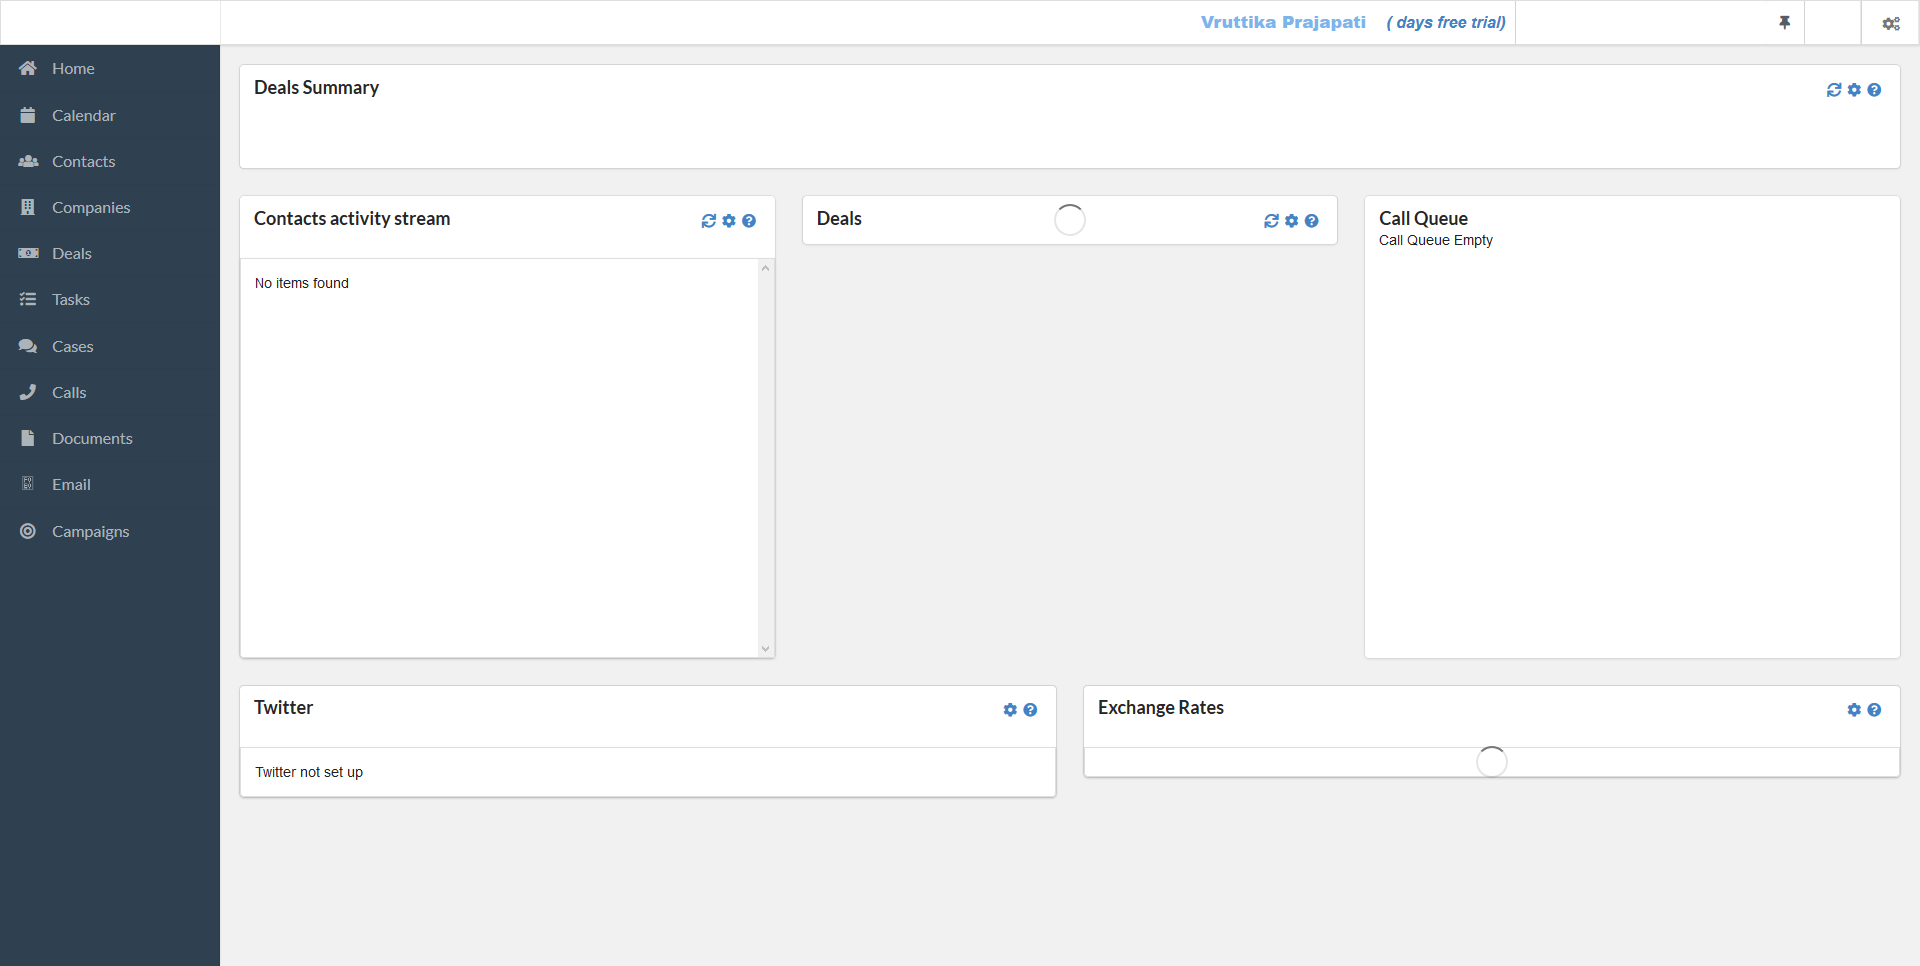 Vruttika Prajapati ( days free trial)
Home
Calendar
Contacts
Companies
Deals
Tasks
Cases
Calls
Documents
Email
Campaigns
Deals Summary
Contacts activity stream
No items found
Deals
Call Queue
Call Queue Empty
Twitter
Twitter not set up
Exchange Rates